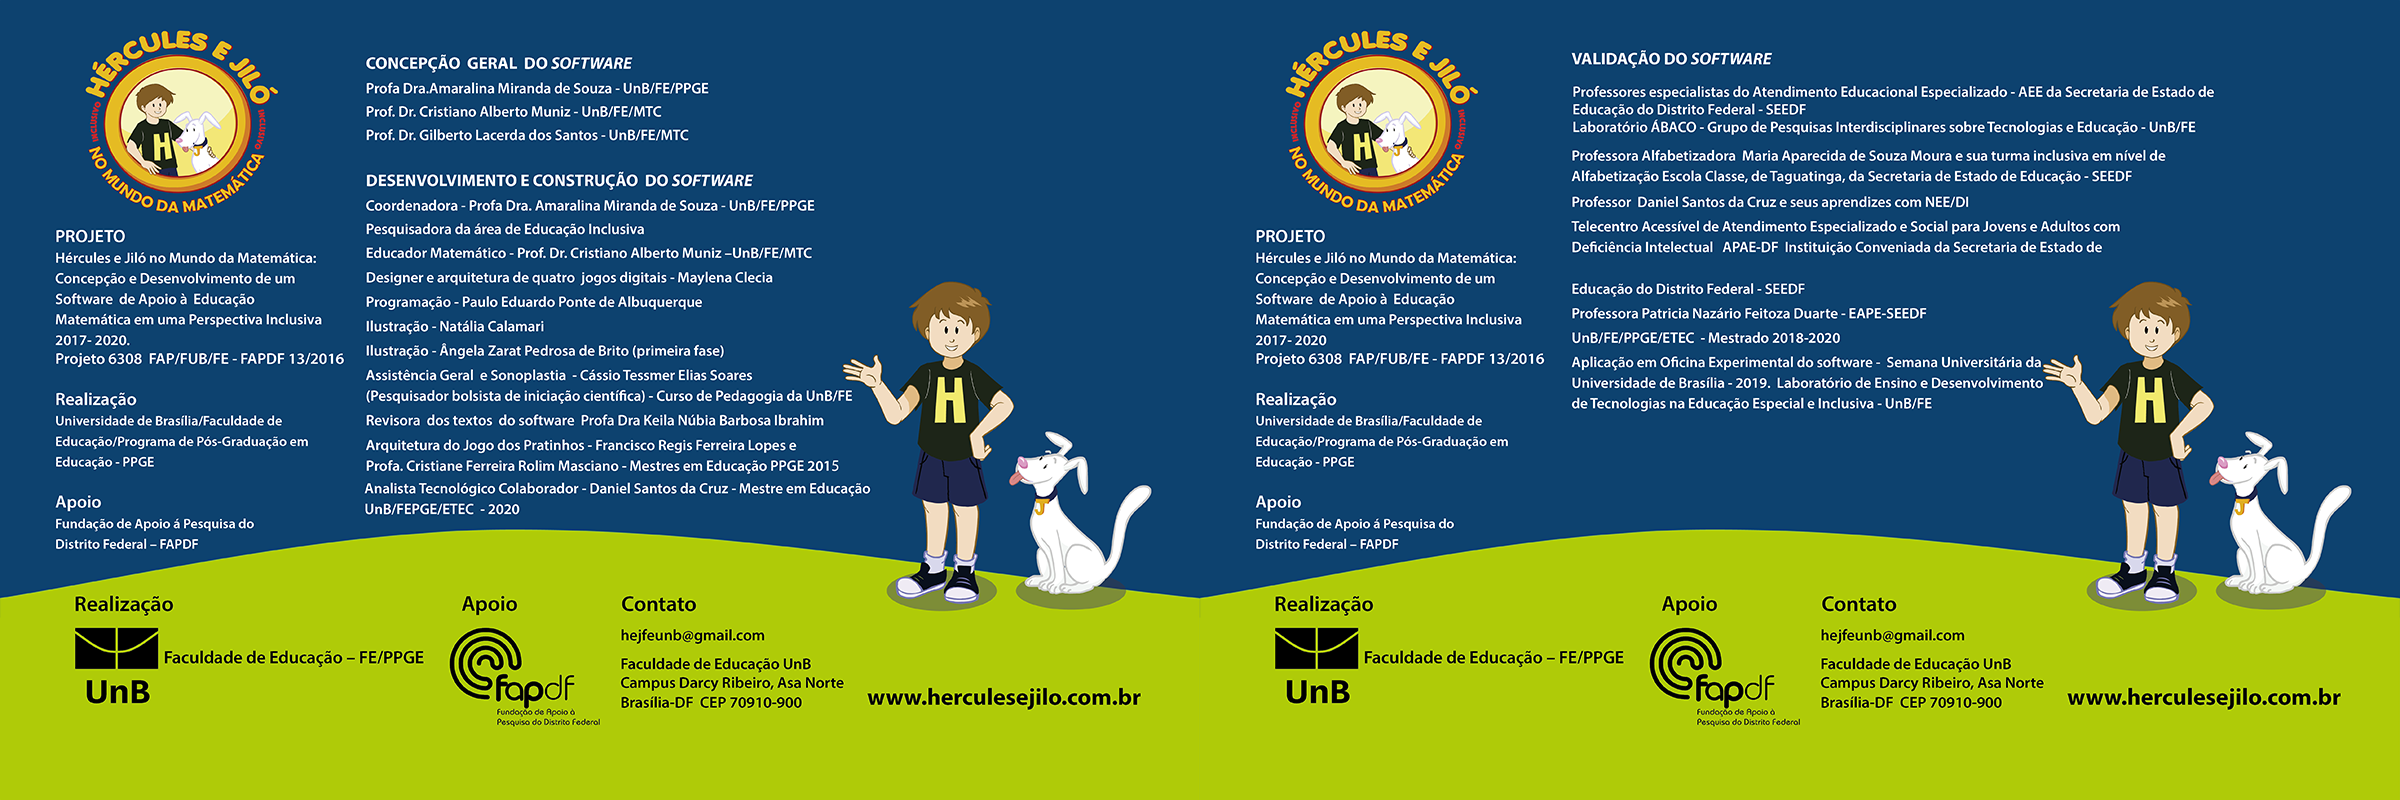 HÉRCULES E JILÓ
INCLUSIVO
INCLUSIVO
H
NO MUNDO DA MATEMÁTICA
PROJETO
Hércules e Jiló no Mundo da Matemática:
Concepção e Desenvolvimento de um
Software de Apoio à Educação
Matemática em uma Perspectiva Inclusiva
2017- 2020.
Projeto 6308 FAP/FUB/FE - FAPDF 13/2016
Realização
Universidade de Brasília/Faculdade de
Educação/Programa de Pós-Graduação em
Educação - PPGE
Apoio
Fundação de Apoio á Pesquisa do
Distrito Federal – FAPDF
CONCEPÇÃO GERAL DO SOFTWARE
Profa Dra.Amaralina Miranda de Souza - UnB/FE/PPGE
Prof. Dr. Cristiano Alberto Muniz - UnB/FE/MTC
Prof. Dr. Gilberto Lacerda dos Santos - UnB/FE/MTC
DESENVOLVIMENTO E CONSTRUÇÃO DO SOFTWARE
Coordenadora - Profa Dra. Amaralina Miranda de Souza - UnB/FE/PPGE
Pesquisadora da área de Educação Inclusiva
Educador Matemático - Prof. Dr. Cristiano Alberto Muniz –UnB/FE/MTC
Designer e arquitetura de quatro jogos digitais - Maylena Clecia
Programação - Paulo Eduardo Ponte de Albuquerque
Ilustração - Natália Calamari
Ilustração - Ângela Zarat Pedrosa de Brito (primeira fase)
Assistência Geral e Sonoplastia - Cássio Tessmer Elias Soares
(Pesquisador bolsista de iniciação científica) - Curso de Pedagogia da UnB/FE
Revisora dos textos do software Profa Dra Keila Núbia Barbosa Ibrahim
Arquitetura do Jogo dos Pratinhos - Francisco Regis Ferreira Lopes e
Profa. Cristiane Ferreira Rolim Masciano - Mestres em Educação PPGE 2015
Analista Tecnológico Colaborador - Daniel Santos da Cruz - Mestre em Educação
UnB/FEPGE/ETEC - 2020
H
J
Realização
UnB
Faculdade de Educação – FE/PPGE
Apoio
fapdf
Fundação de Apoio à
Pesquisa do Distrito Federal
Contato
hejfeunb@gmail.com
Faculdade de Educação UnB
Campus Darcy Ribeiro, Asa Norte
Brasília-DF CEP 70910-900
www.herculesejilo.com.br
HÉRCULES E JILÓ
INCLUSIVO
INCLUSIVO
H
NO MUNDO DA MATEMÁTICA
PROJETO
Hércules e Jiló no Mundo da Matemática:
Concepção e Desenvolvimento de um
Software de Apoio à Educação
Matemática em uma Perspectiva Inclusiva
2017- 2020
Projeto 6308 FAP/FUB/FE - FAPDF 13/2016
Realização
Universidade de Brasília/Faculdade de
Educação/Programa de Pós-Graduação em
Educação - PPGE
Apoio
Fundação de Apoio á Pesquisa do
Distrito Federal – FAPDF
VALIDAÇÃO DO SOFTWARE
Professores especialistas do Atendimento Educacional Especializado - AEE da Secretaria de Estado de
Educação do Distrito Federal - SEEDF
Laboratório ÁBACO - Grupo de Pesquisas Interdisciplinares sobre Tecnologias e Educação - UnB/FE
Professora Alfabetizadora Maria Aparecida de Souza Moura e sua turma inclusiva em nível de
Alfabetização Escola Classe, de Taguatinga, da Secretaria de Estado de Educação - SEEDF
Professor Daniel Santos da Cruz e seus aprendizes com NEE/DI
Telecentro Acessível de Atendimento Especializado e Social para Jovens e Adultos com
Deficiência Intelectual APAE-DF Instituição Conveniada da Secretaria de Estado de
Educação do Distrito Federal - SEEDF
Professora Patricia Nazário Feitoza Duarte - EAPE-SEEDF
UnB/FE/PPGE/ETEC - Mestrado 2018-2020
Aplicação em Oficina Experimental do software - Semana Universitária da
Universidade de Brasília - 2019. Laboratório de Ensino e Desenvolvimento
de Tecnologias na Educação Especial e Inclusiva - UnB/FE
H
J
Realização
UnB
Faculdade de Educação – FE/PPGE
Apoio
fapdf
Fundação de Apoio à
Pesquisa do Distrito Federal
Contato
hejfeunb@gmail.com
Faculdade de Educação UnB
Campus Darcy Ribeiro, Asa Norte
Brasília-DF CEP 70910-900
www.herculesejilo.com.br